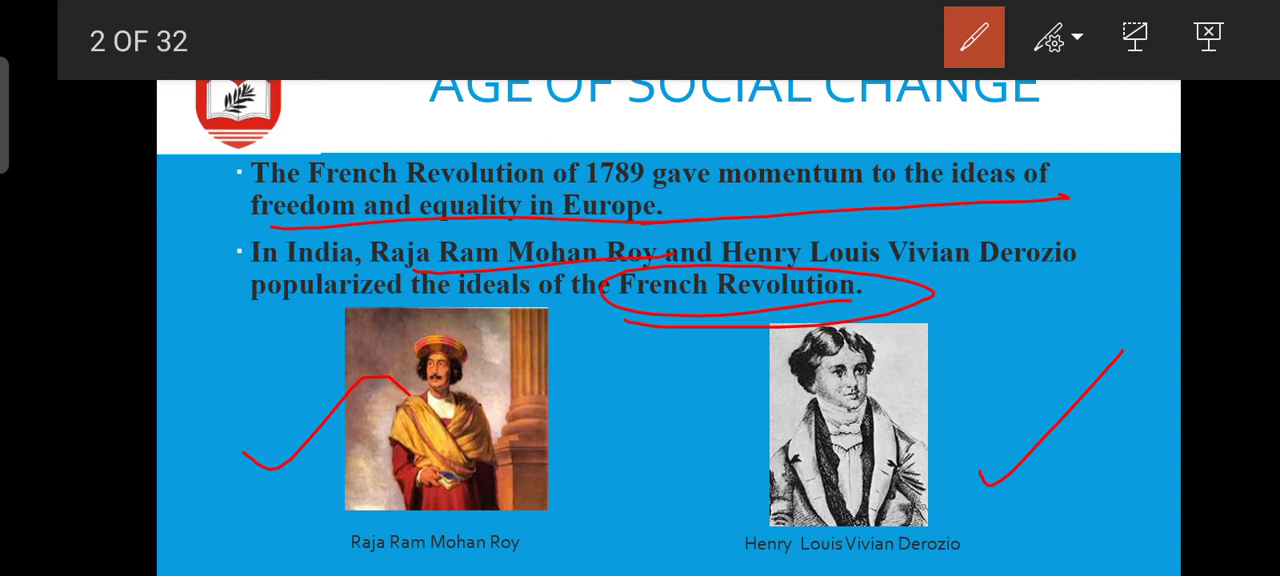 2 OF 32
AGE OF SOCIAL CHANGE
The French Revolution of 1789 gave momentum to the ideas of
freedom and equality in Europe.
In India, Raja Ram Mohan Roy and Henry Louis Vivian Derozio
popularized the ideals of the French Revolution.
Raja Ram Mohan Roy
Henry Louis Vivian Derozio